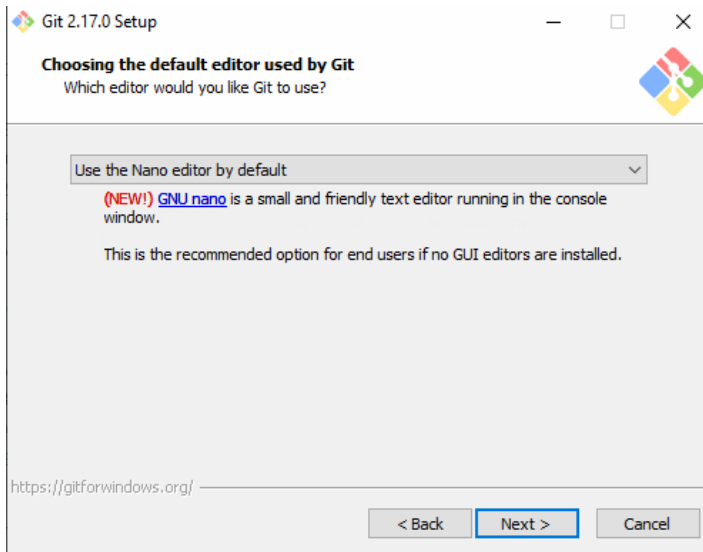 Git 2.17.0 Setup
Choosing the default editor used by Git
Which editor would you like Git to use?
Use the Nano editor by default
(NEW!) GNU nano is a small and friendly text editor running in the console
window.
This is the recommended option for end users if no GUI editors are installed.
https://gitforwindows.org/
< Back Next > Cancel